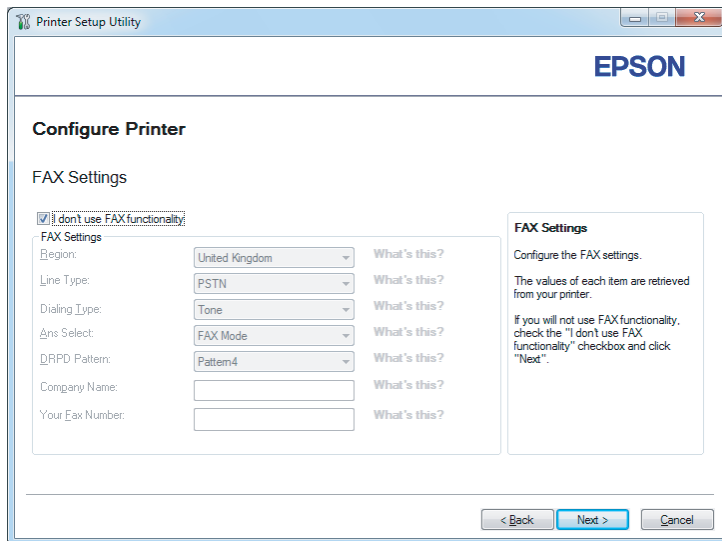 Printer Setup Utility
EPSON
Configure Printer
FAX Settings
I don't use FAX functionality
FAX Settings
Region: United Kingdom What's this?
Line Type: PSTN What's this?
Dialing Type: Tone What's this?
Ans Select: FAX Mode What's this?
DRPD Pattern: Pattern4 What's this?
Company Name: What's this?
Your Fax Number: What's this?
FAX Settings
Configure the FAX settings.
The values of each item are retrieved
from your printer.
If you will not use FAX functionality,
check the "I don't use FAX
functionality" checkbox and click
"Next".
< Back Next > Cancel